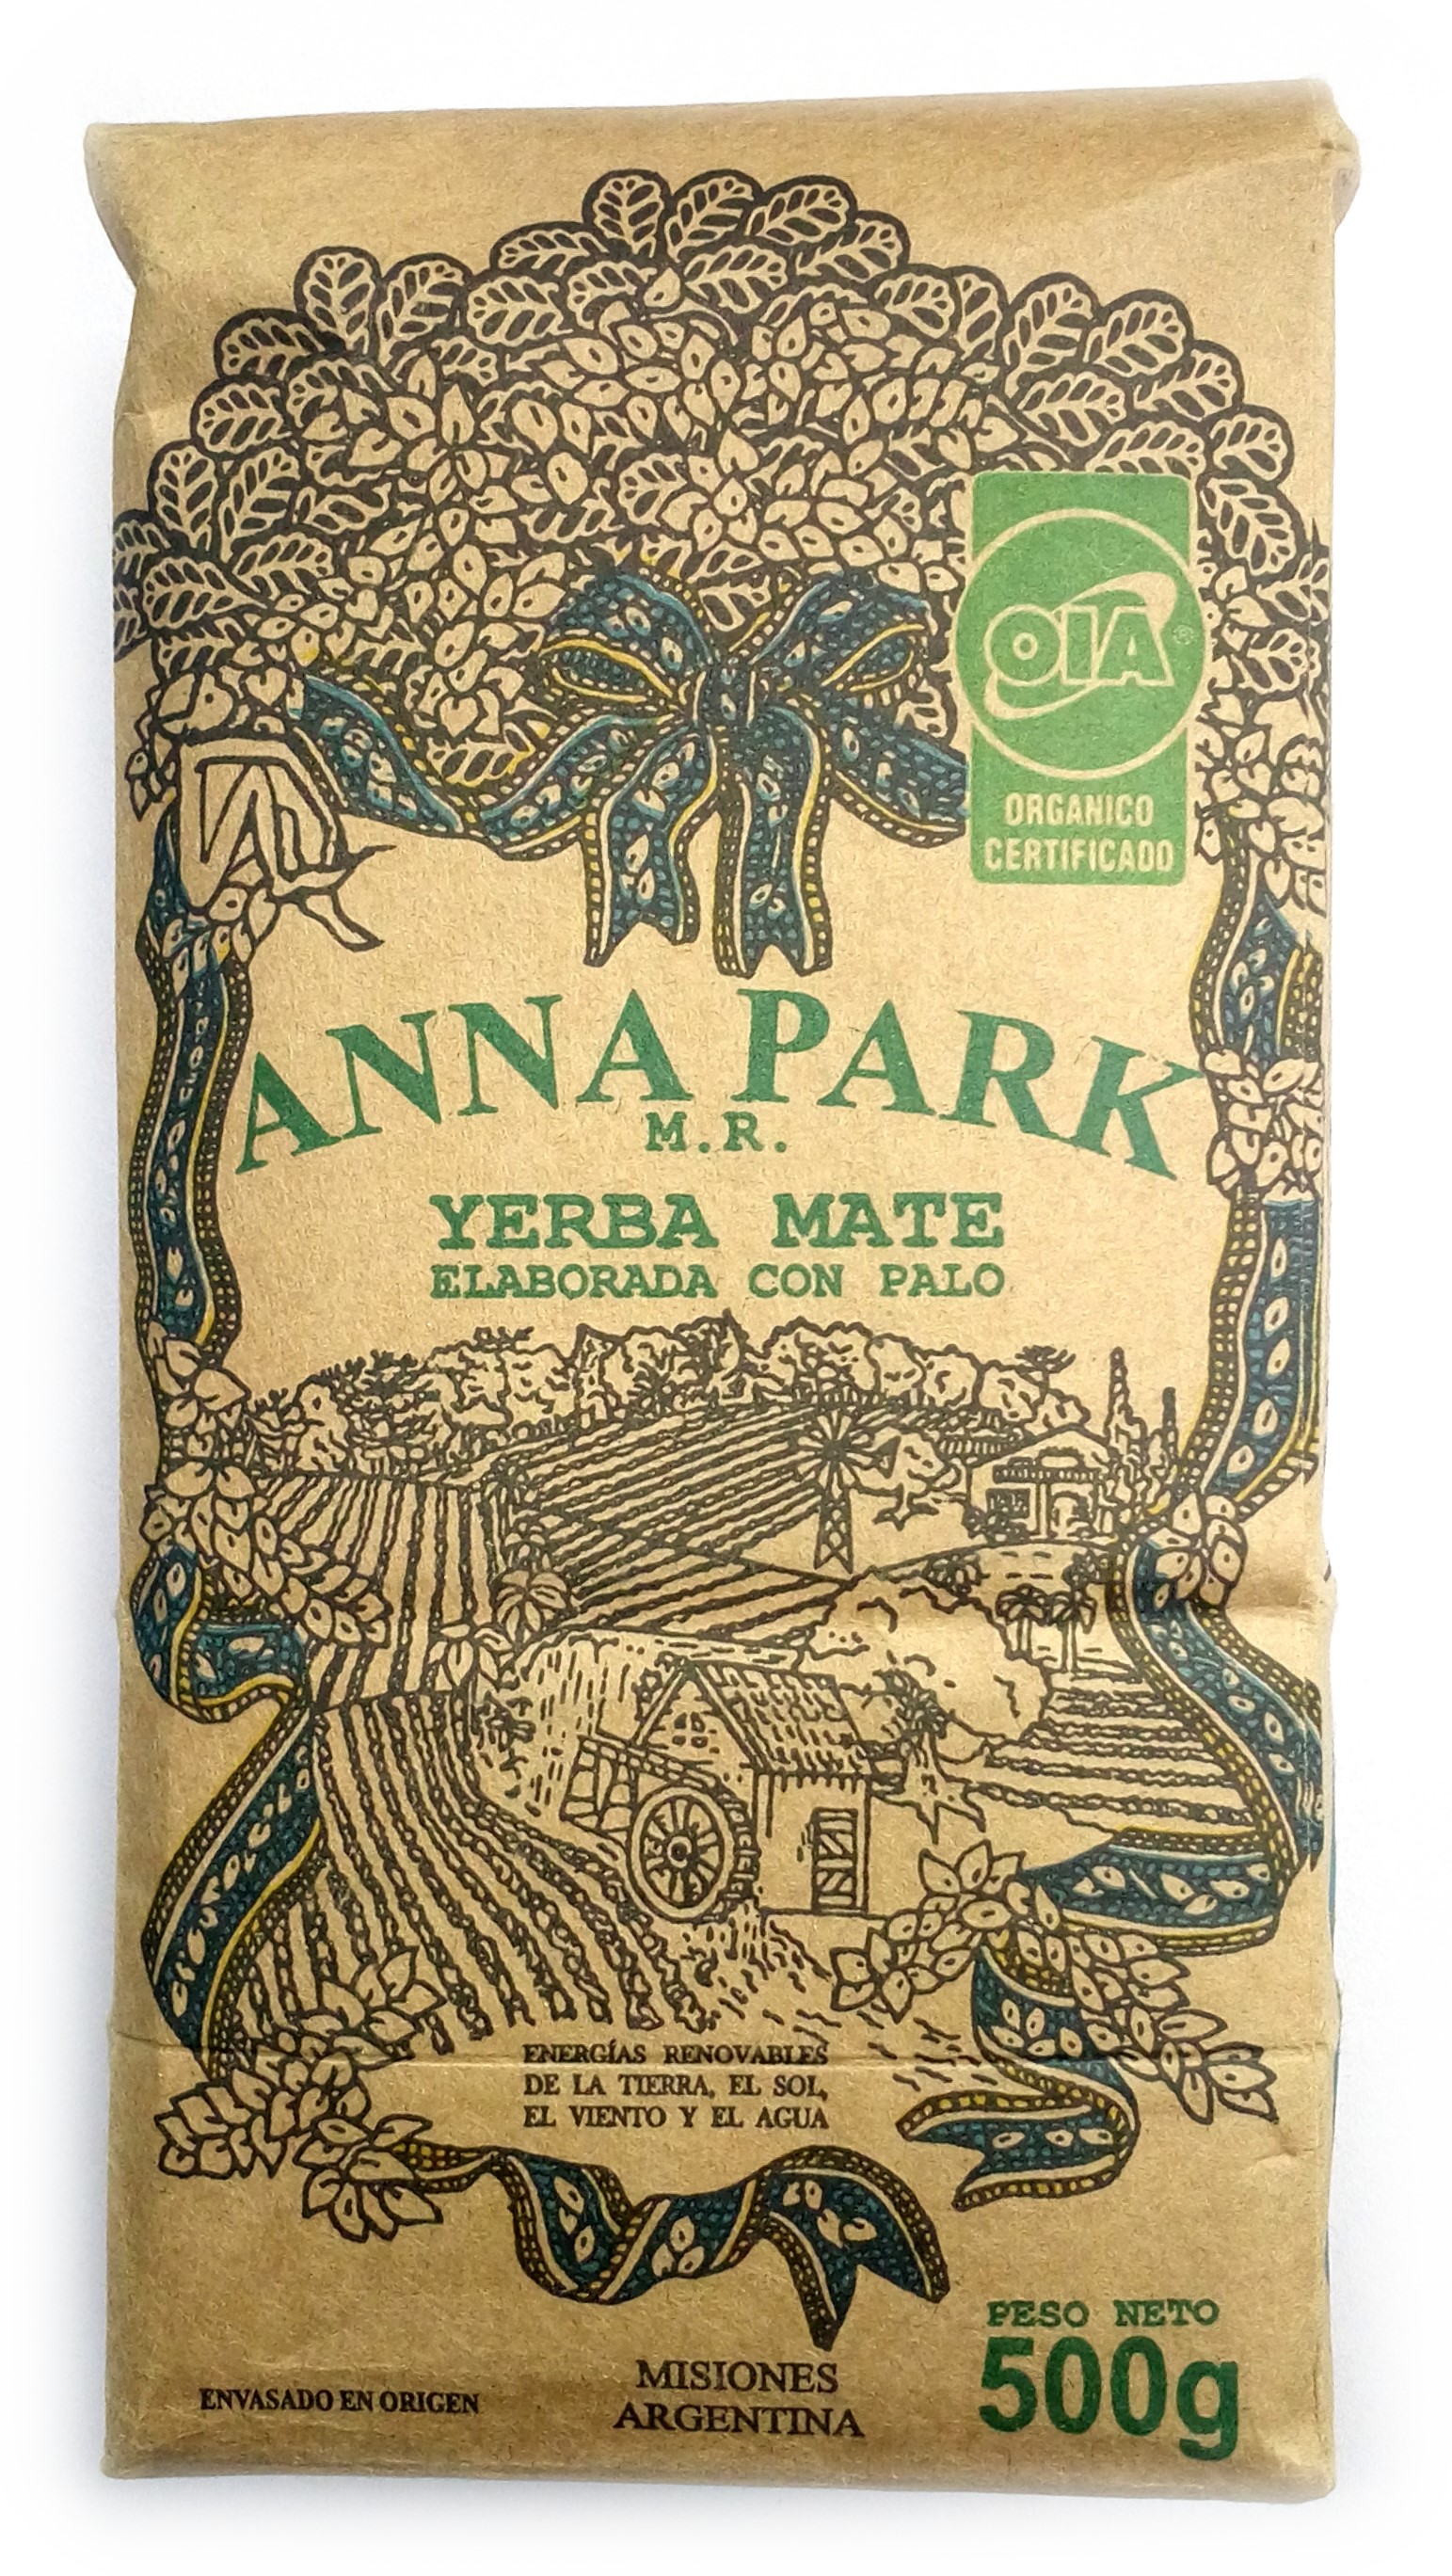 OIA®
ORGANICO
CERTIFICADO
ANNA PARK
M.R.
YERBA MATE
ELABORADA CON PALO
ENERGÍAS RENOVABLES
DE LA TIERRA, EL SOL,
EL VIENTO Y EL AGUA
PESO NETO
500g
MISIONES
ARGENTINA
ENVASADO EN ORIGEN